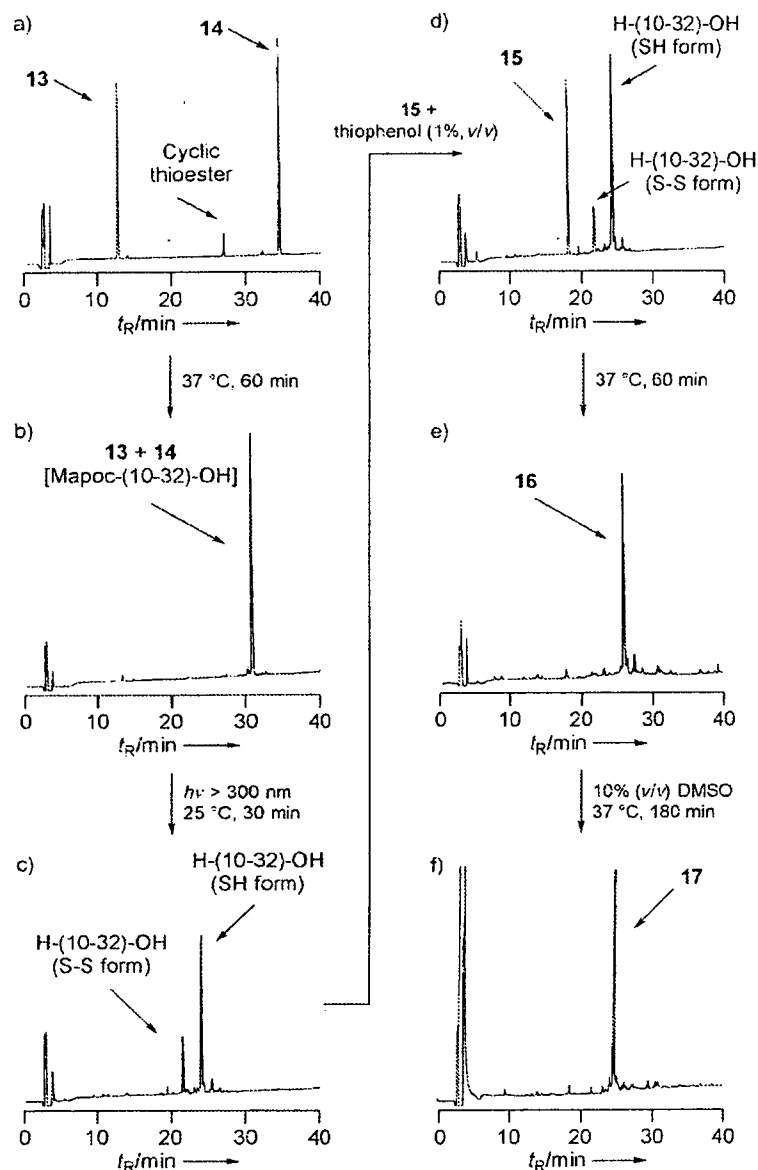 a)
14
13
Cyclic
thioester
0 10 20 30 40
tR/min
37 °C, 60 min
b)
13 + 14
[Mapoc-(10-32)-OH]
0 10 20 30 40
tR/min
hν > 300 nm
25 °C, 30 min
c)
H-(10-32)-OH
(SH form)
H-(10-32)-OH
(S-S form)
0 10 20 30 40
tR/min
15 +
thiophenol (1%, v/v)
d)
H-(10-32)-OH
(SH form)
15
H-(10-32)-OH
(S-S form)
0 10 20 30 40
tR/min
37 °C, 60 min
e)
16
0 10 20 30 40
tR/min
10% (v/v) DMSO
37 °C, 180 min
f)
17
0 10 20 30 40
tR/min